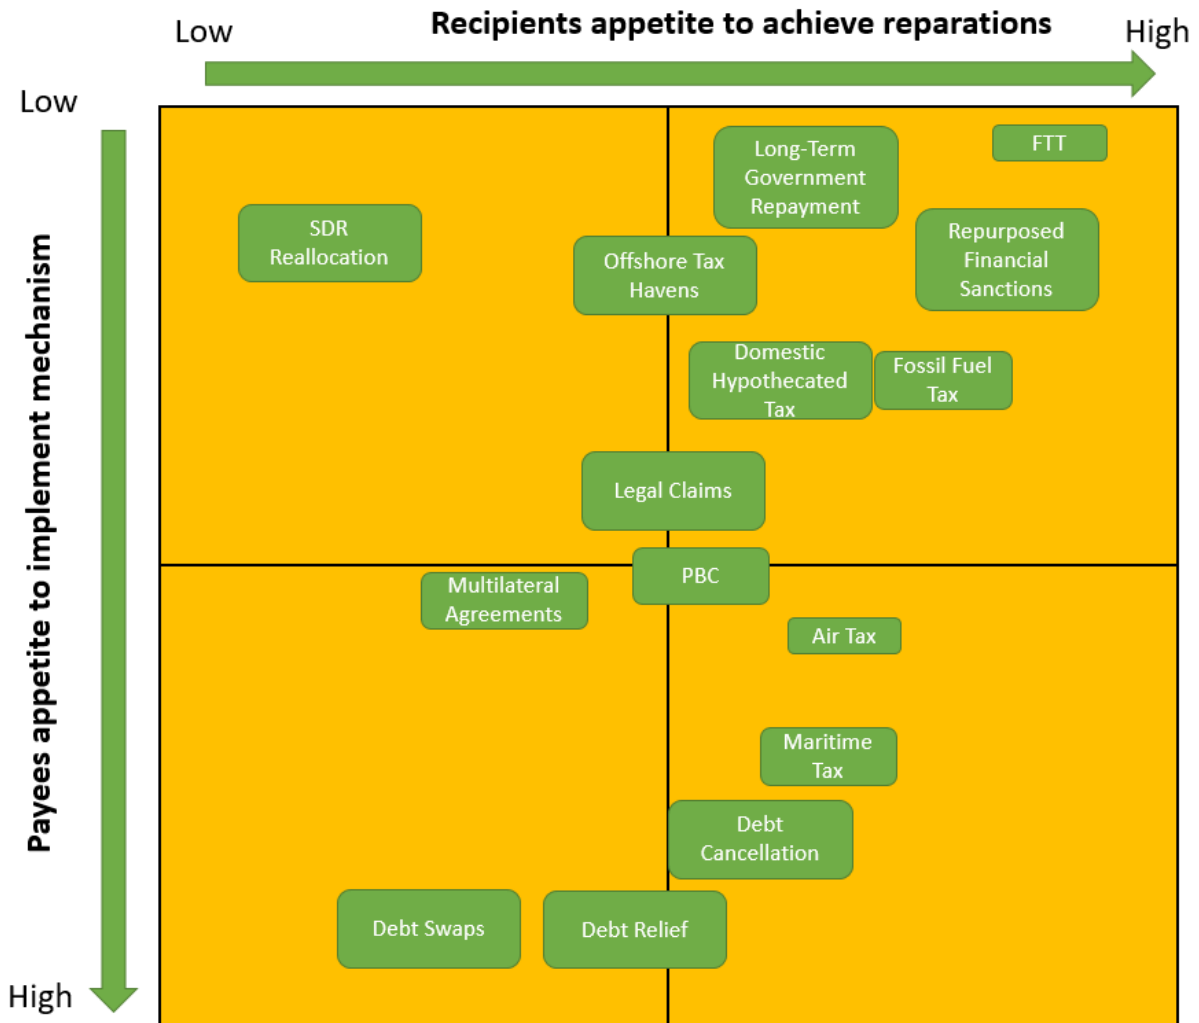 Recipients appetite to achieve reparations
Low
High
Low
Payees appetite to implement mechanism
High
Long-Term
Government
Repayment
FTT
SDR
Reallocation
Offshore Tax
Havens
Repurposed
Financial
Sanctions
Domestic
Hypothecated
Tax
Fossil Fuel
Tax
Legal Claims
PBC
Multilateral
Agreements
Air Tax
Maritime
Tax
Debt
Cancellation
Debt Swaps
Debt Relief